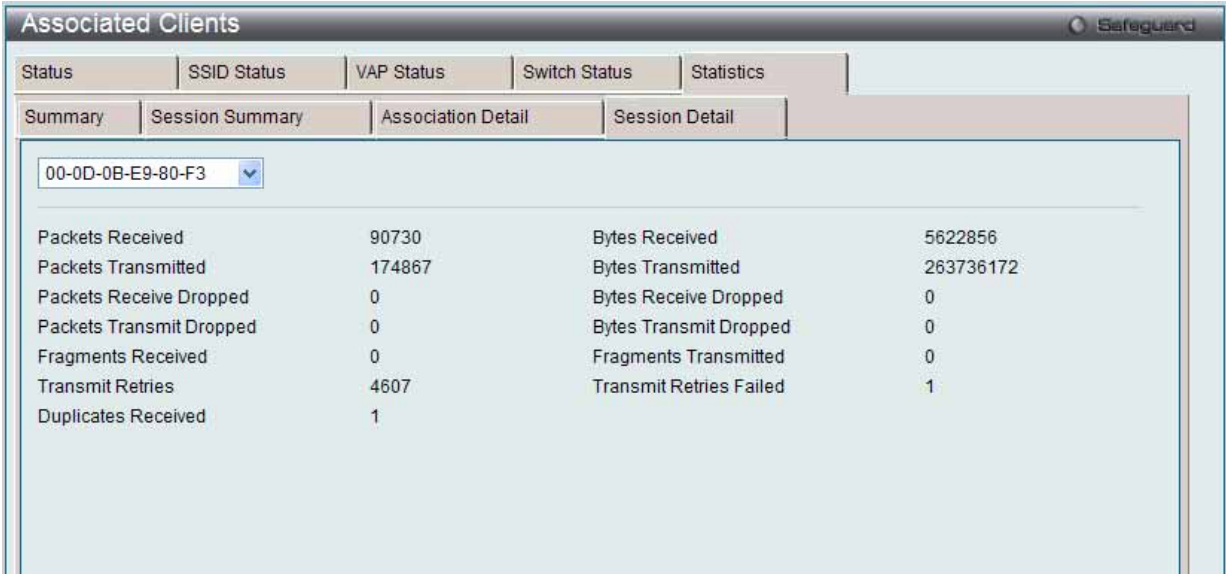 Associated Clients
Safeguard
Status SSID Status VAP Status Switch Status Statistics
Summary Session Summary Association Detail Session Detail
00-0D-0B-E9-80-F3
Packets Received 90730 Bytes Received 5622856
Packets Transmitted 174867 Bytes Transmitted 263736172
Packets Receive Dropped 0 Bytes Receive Dropped 0
Packets Transmit Dropped 0 Bytes Transmit Dropped 0
Fragments Received 0 Fragments Transmitted 0
Transmit Retries 4607 Transmit Retries Failed 1
Duplicates Received 1